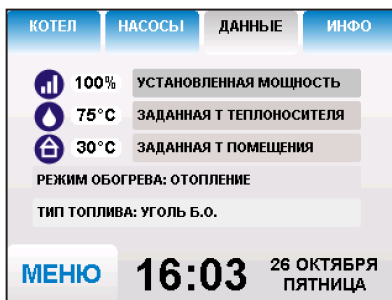 КОТЕЛ НАСОСЫ ДАННЫЕ ИНФО
100% УСТАНОВЛЕННАЯ МОЩНОСТЬ
75°C ЗАДАННАЯ Т ТЕПЛОНОСИТЕЛЯ
30°C ЗАДАННАЯ Т ПОМЕЩЕНИЯ
РЕЖИМ ОБОГРЕВА: ОТОПЛЕНИЕ
ТИП ТОПЛИВА: УГОЛЬ Б.О.
МЕНЮ 16:03 26 ОКТЯБРЯ
ПЯТНИЦА